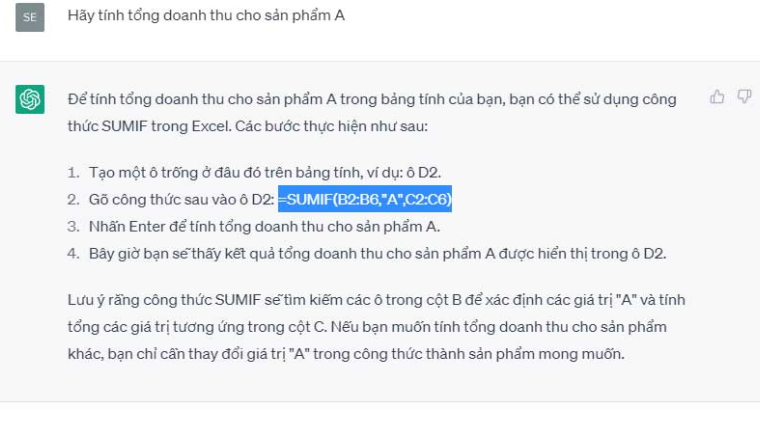 SE
Hãy tính tổng doanh thu cho sản phẩm A
Để tính tổng doanh thu cho sản phẩm A trong bảng tính của bạn, bạn có thể sử dụng công
thức SUMIF trong Excel. Các bước thực hiện như sau:
1. Tạo một ô trống ở đâu đó trên bảng tính, ví dụ: ô D2.
2. Gõ công thức sau vào ô D2: =SUMIF(B2:B6,"A",C2:C6)
3. Nhấn Enter để tính tổng doanh thu cho sản phẩm A.
4. Bây giờ bạn sẽ thấy kết quả tổng doanh thu cho sản phẩm A được hiển thị trong ô D2.
Lưu ý rằng công thức SUMIF sẽ tìm kiếm các ô trong cột B để xác định các giá trị "A" và tính
tổng các giá trị tương ứng trong cột C. Nếu bạn muốn tính tổng doanh thu cho sản phẩm
khác, bạn chỉ cần thay đổi giá trị "A" trong công thức thành sản phẩm mong muốn.